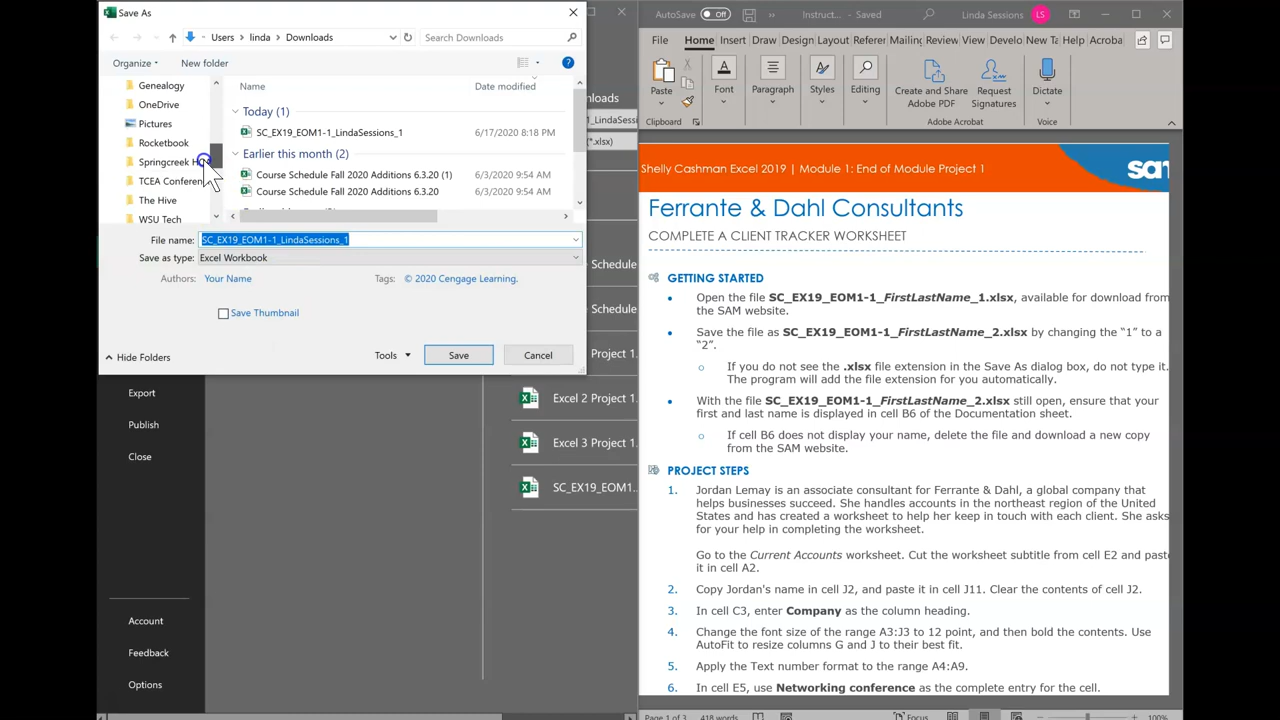 Save As
Users > linda > Downloads
Search Downloads
Organize
New folder
Genealogy
OneDrive
Pictures
Rocketbook
Springcreek
TCEA Conferen
The Hive
WSU Tech
Name
Date modified
Today (1)
SC_EX19_EOM1-1_LindaSessions_1
6/17/2020 8:18 PM
Earlier this month (2)
Course Schedule Fall 2020 Additions 6.3.20 (1)
6/3/2020 9:54 AM
Course Schedule Fall 2020 Additions 6.3.20
6/3/2020 9:54 AM
File name:
SC_EX19_EOM1-1_LindaSessions_1
Save as type:
Excel Workbook
Authors:
Your Name
Tags:
© 2020 Cengage Learning.
Save Thumbnail
Hide Folders
Tools
Save
Cancel
Export
Publish
Close
Account
Feedback
Options
ownloads
1_LindaSessi
(*.xlsx)
Schedule
Schedule
Project 1.
Excel 2 Project 1.
Excel 3 Project 1.
SC_EX19_EOM1..
AutoSave
Off
Instruct... - Saved
Linda Sessions
LS
File
Home
Insert
Draw
Design
Layout
Referer
Mailing
Review
View
New Ta
Help
Acroba
Paste
Font
Paragraph
Styles
Editing
Create and Share
Adobe PDF
Request
Signatures
Dictate
Clipboard
Adobe Acrobat
Voice
Shelly Cashman Excel 2019 | Module 1: End of Module Project 1
sam
Ferrante & Dahl Consultants
COMPLETE A CLIENT TRACKER WORKSHEET
GETTING STARTED
• Open the file SC_EX19_EOM1-1_FirstLastName_1.xlsx, available for download from
the SAM website.
• Save the file as SC_EX19_EOM1-1_FirstLastName_2.xlsx by changing the “1” to a
“2”.
o If you do not see the .xlsx file extension in the Save As dialog box, do not type it.
The program will add the file extension for you automatically.
• With the file SC_EX19_EOM1-1_FirstLastName_2.xlsx still open, ensure that your
first and last name is displayed in cell B6 of the Documentation sheet.
o If cell B6 does not display your name, delete the file and download a new copy
from the SAM website.
PROJECT STEPS
1. Jordan Lemay is an associate consultant for Ferrante & Dahl, a global company that
helps businesses succeed. She handles accounts in the northeast region of the United
States and has created a worksheet to help her keep in touch with each client. She asks
for your help in completing the worksheet.
Go to the Current Accounts worksheet. Cut the worksheet subtitle from cell E2 and paste
it in cell A2.
2. Copy Jordan's name in cell J2, and paste it in cell J11. Clear the contents of cell J2.
3. In cell C3, enter Company as the column heading.
4. Change the font size of the range A3:J3 to 12 point, and then bold the contents. Use
AutoFit to resize columns G and J to their best fit.
5. Apply the Text number format to the range A4:A9.
6. In cell E5, use Networking conference as the complete entry for the cell.
Page 1 of 3
418 words
Focus
100%